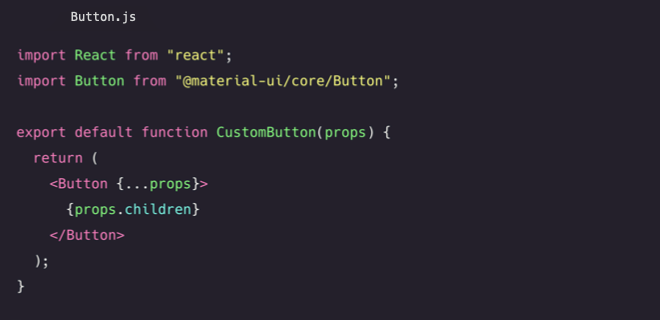 Button.js
import React from "react";
import Button from "@material-ui/core/Button";
export default function CustomButton(props) {
return (
<Button {...props}>
{props.children}
</Button>
);
}